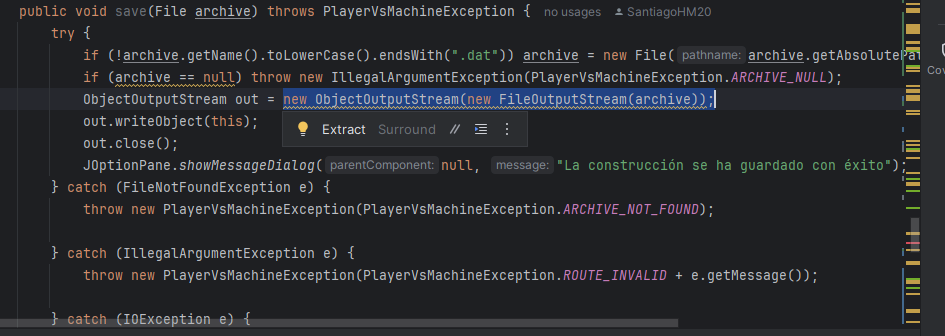 public void save(File archive) throws PlayerVsMachineException { no usages SantiagoHM20
try {
if (!archive.getName().toLowerCase().endsWith(".dat")) archive = new File( pathname: archive.getAbsolutePat
if (archive == null) throw new IllegalArgumentException(PlayerVsMachineException.ARCHIVE_NULL);
ObjectOutputStream out = new ObjectOutputStream(new FileOutputStream(archive));
out.writeObject(this);
Extract Surround //
out.close();
JOptionPane.showMessageDialog( parentComponent: null, message: "La construcción se ha guardado con éxito");
} catch (FileNotFoundException e) {
throw new PlayerVsMachineException(PlayerVsMachineException.ARCHIVE_NOT_FOUND);
} catch (IllegalArgumentException e) {
throw new PlayerVsMachineException(PlayerVsMachineException.ROUTE_INVALID + e.getMessage());
} catch (IOException e) {
Cov